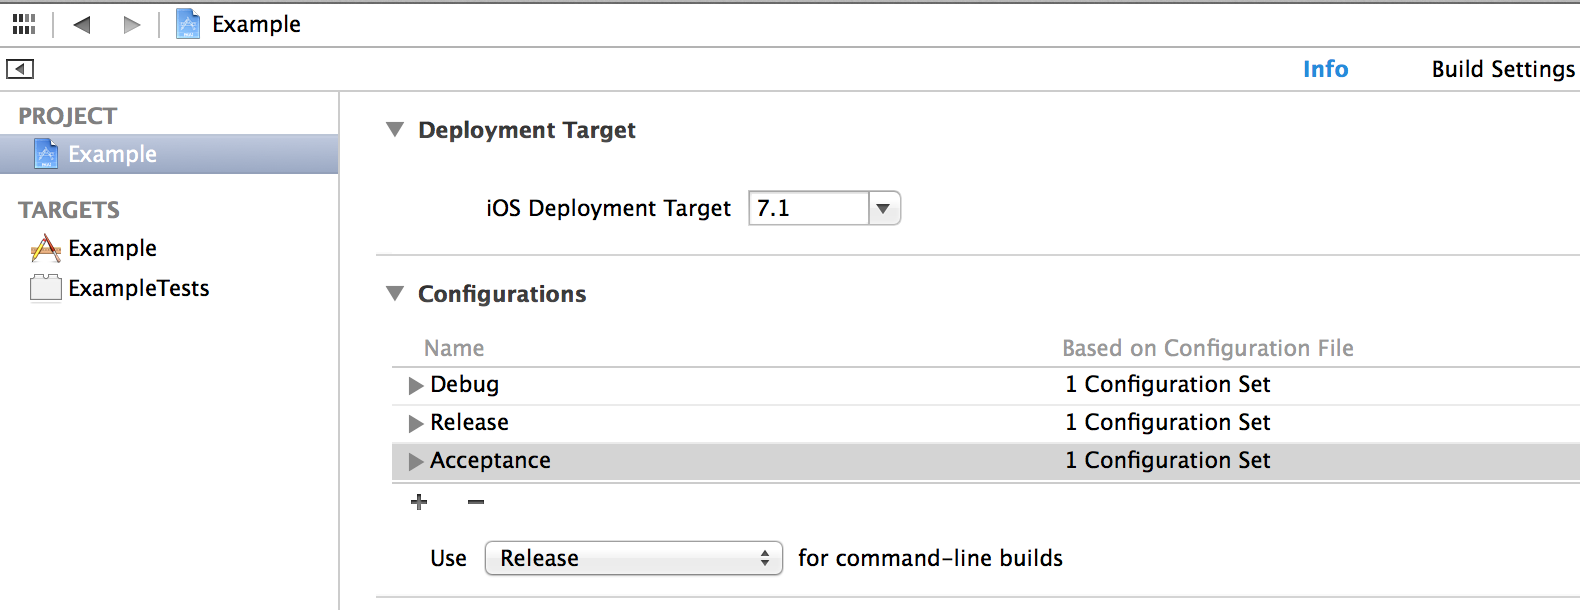 Example
Info Build Settings
PROJECT
Example
TARGETS
Example
ExampleTests
Deployment Target
iOS Deployment Target 7.1
Configurations
Name Based on Configuration File
Debug 1 Configuration Set
Release 1 Configuration Set
Acceptance 1 Configuration Set
+ −
Use Release for command-line builds